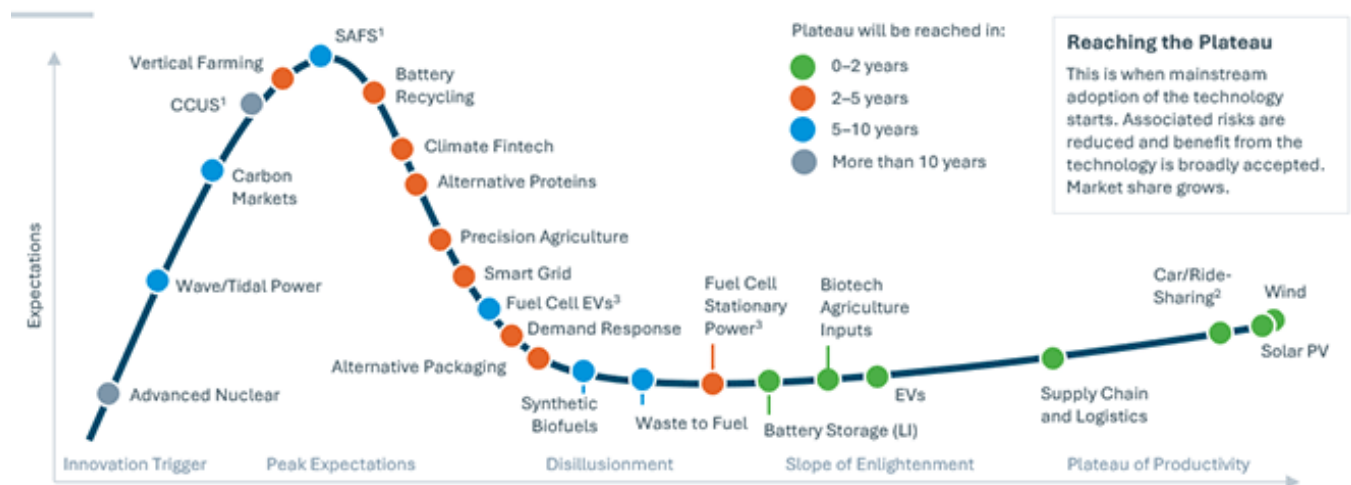 SAFS¹
Vertical Farming
CCUS¹
Battery
Recycling
Climate Fintech
Alternative Proteins
Carbon
Markets
Precision Agriculture
Smart Grid
Wave/Tidal Power
Fuel Cell EVs³
Demand Response
Alternative Packaging
Advanced Nuclear
Synthetic
Biofuels
Waste to Fuel
Fuel Cell
Stationary
Power³
Battery Storage (LI)
Biotech
Agriculture
Inputs
EVs
Supply Chain
and Logistics
Car/Ride-
Sharing²
Wind
Solar PV
Plateau will be reached in:
0–2 years
2–5 years
5–10 years
More than 10 years
Reaching the Plateau
This is when mainstream
adoption of the technology
starts. Associated risks are
reduced and benefit from the
technology is broadly accepted.
Market share grows.
Expectations
Innovation Trigger
Peak Expectations
Disillusionment
Slope of Enlightenment
Plateau of Productivity